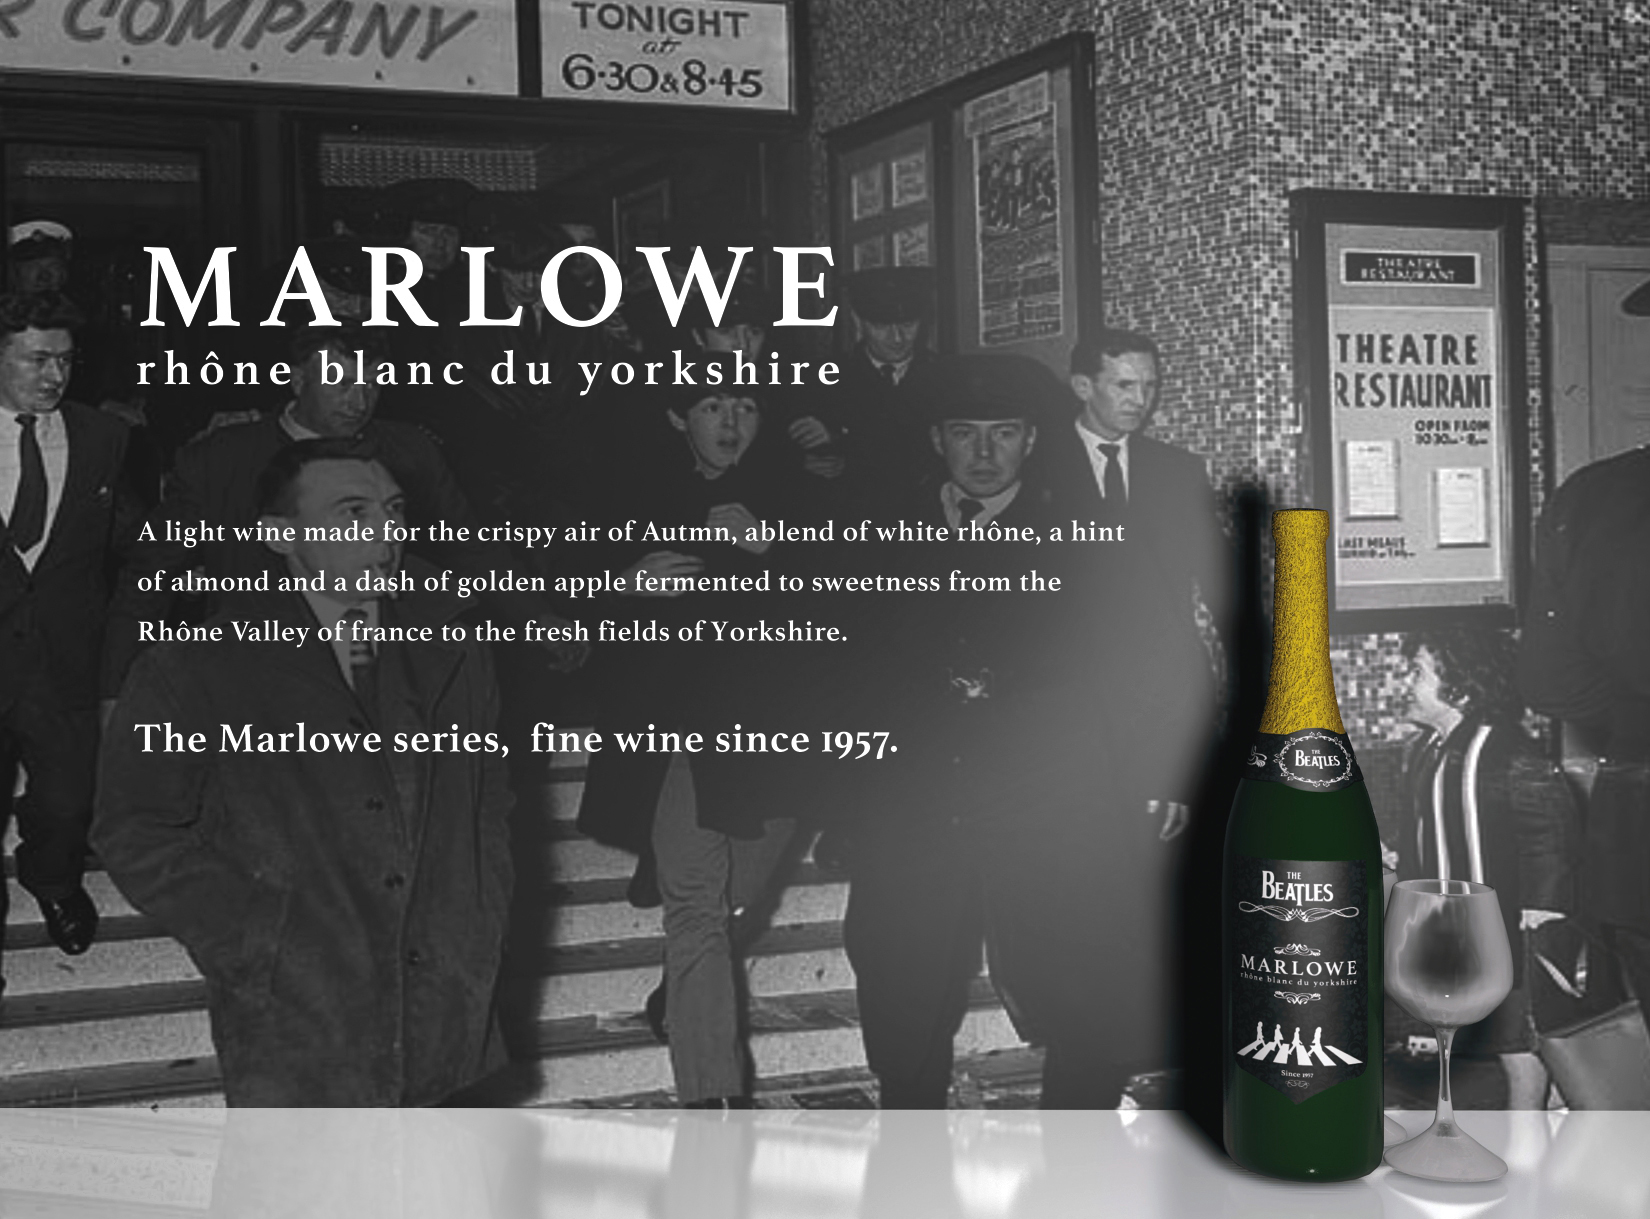 COMPANY
TONIGHT
at
6·30 & 8·45
THEATRE
RESTAURANT
MARLOWE
rhône blanc du yorkshire
THEATRE
RESTAURANT
OPEN FROM
A light wine made for the crispy air of Autmn, ablend of white rhône, a hint
of almond and a dash of golden apple fermented to sweetness from the
Rhône Valley of france to the fresh fields of Yorkshire.
The Marlowe series,  fine wine since 1957.
THE
BEATLES
THE
BEATLES
MARLOWE
rhône blanc du yorkshire
Since 1957